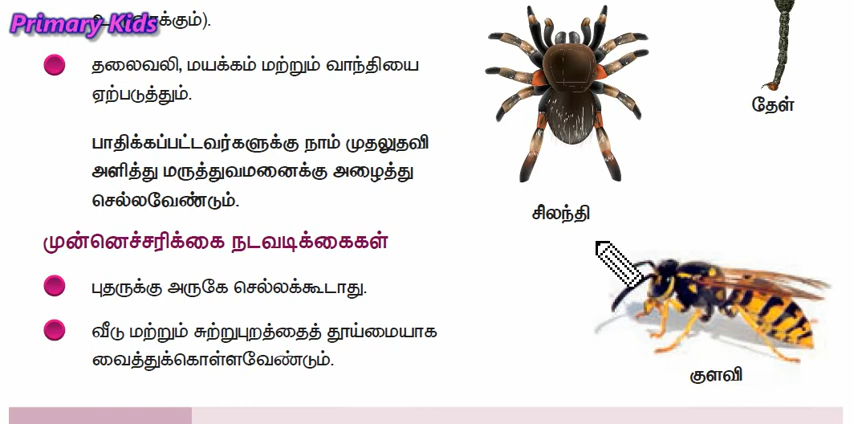 Primary Kids
க்கும்).
தலைவலி, மயக்கம் மற்றும் வாந்தியை
ஏற்படுத்தும்.
பாதிக்கப்பட்டவர்களுக்கு நாம் முதலுதவி
அளித்து மருத்துவமனைக்கு அழைத்து
செல்லவேண்டும்.
முன்னெச்சரிக்கை நடவடிக்கைகள்
புதருக்கு அருகே செல்லக்கூடாது.
வீடு மற்றும் சுற்றுபுறத்தைத் தூய்மையாக
வைத்துக்கொள்ளவேண்டும்.
தேள்
சிலந்தி
குளவி